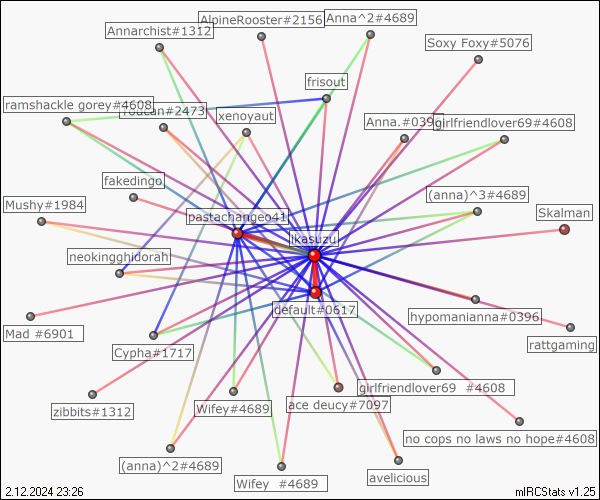 AlpineRooster#2156
Anna^2#4689
Annarchist#1312
Soxy Foxy#5076
frisout
ramshackle gorey#4608
#2473
xenoyaut
Anna.#039
girlfriendlover69#4608
fakedingo
(anna)^3#4689
Mushy#1984
pastachangeo41
Skalman
ikasuzu
neokingghidorah
default#0617
hypomanianna#0396
Mad #6901
rattgaming
Cypha#1717
girlfriendlover69 #4608
zibbits#1312
Wifey#4689
ace deucy#7097
no cops no laws no hope#4608
(anna)^2#4689
avelicious
Wifey #4689
2.12.2024 23:26
mIRCStats v1.25